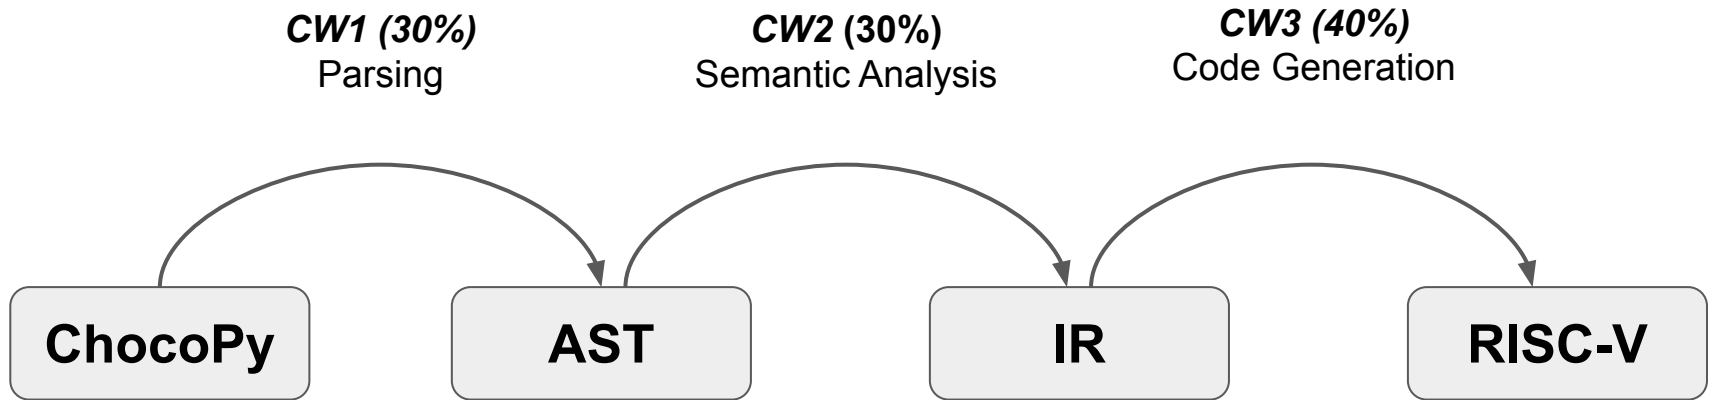 CW1 (30%)
Parsing
CW2 (30%)
Semantic Analysis
CW3 (40%)
Code Generation
ChocoPy
AST
IR
RISC-V